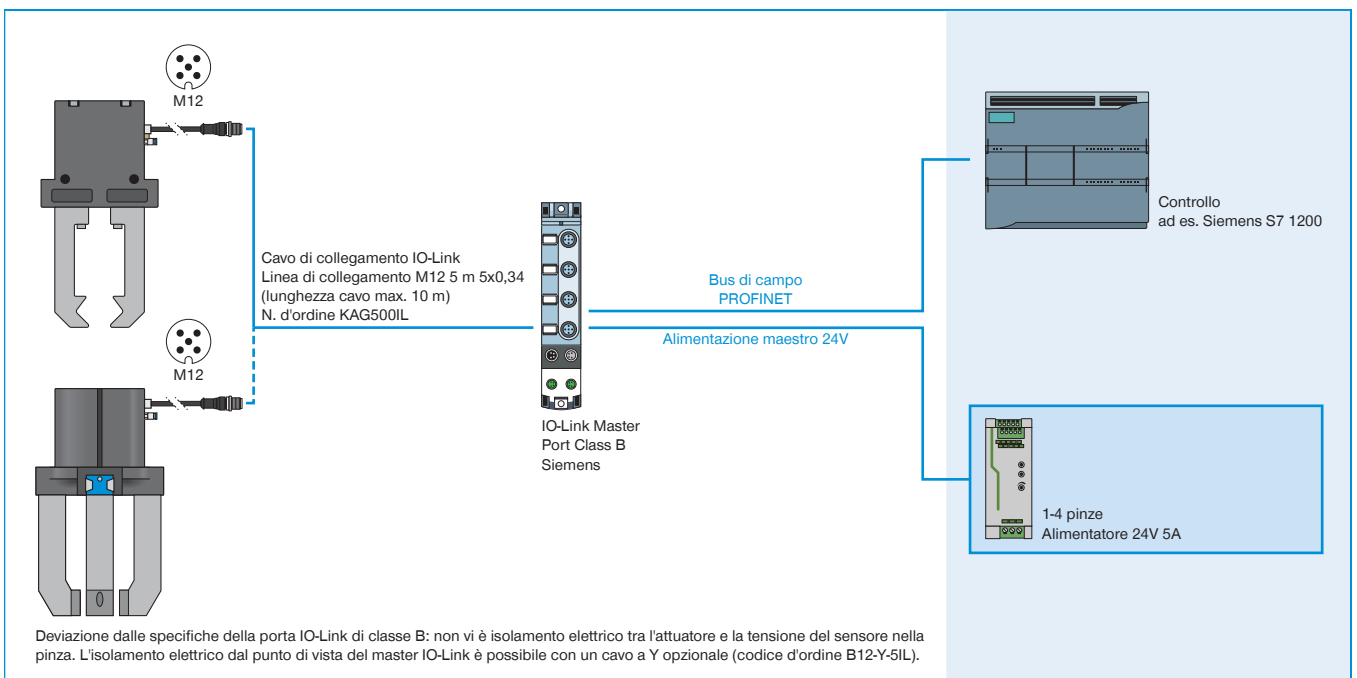 M12
Cavo di collegamento IO-Link
Linea di collegamento M12 5 m 5x0,34
(lunghezza cavo max. 10 m)
N. d'ordine KAG500IL
M12
IO-Link Master
Port Class B
Siemens
Bus di campo
PROFINET
Alimentazione maestro 24V
Controllo
ad es. Siemens S7 1200
1-4 pinze
Alimentatore 24V 5A
Deviazione dalle specifiche della porta IO-Link di classe B: non vi è isolamento elettrico tra l'attuatore e la tensione del sensore nella
pinza. L'isolamento elettrico dal punto di vista del master IO-Link è possibile con un cavo a Y opzionale (codice d'ordine B12-Y-5IL).